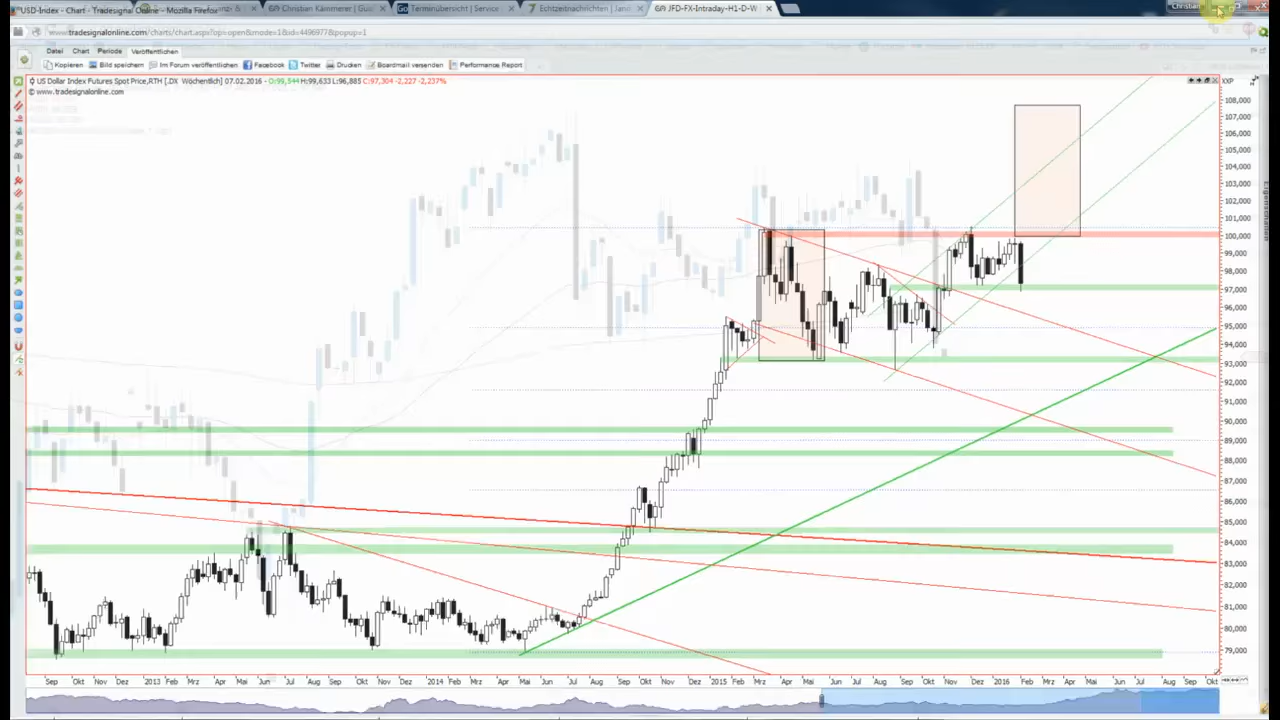 USD-Index - Chart - Tradesignal Online - Mozilla Firefox
Christian Kämmerer | Gui... × Terminübersicht | Service × Echtzeitnachrichten | Jan... × JFD-FX-Intraday-H1-D-W ×
Christian
www.tradesignalonline.com/charts/chart.aspx?op=open&mode=1&id=4496977&popup=1
Datei Chart Periode Veröffentlichen
Kopieren Bild speichern Im Forum veröffentlichen Facebook Twitter Drucken Boardmail versenden Performance Report
US Dollar Index Futures Spot Price,RTH [.DX Wöchentlich] 07.02.2016 - O:99,544 H:99,633 L:96,885 C:97,304 -2,227 -2,237%
© www.tradesignalonline.com
XXP
108,000
107,000
106,000
105,000
104,000
103,000
102,000
101,000
100,000
99,000
98,000
97,000
96,000
95,000
94,000
93,000
92,000
91,000
90,000
89,000
88,000
87,000
86,000
85,000
84,000
83,000
82,000
81,000
80,000
79,000
Eigenschaften
Sep Okt Nov Dez 2013 Feb Mrz Apr Mai Jun Jul Aug Sep Okt Nov Dez 2014 Feb Mrz Apr Mai Jun Jul Aug Sep Okt Nov Dez 2015 Feb Mrz Apr Mai Jun Jul Aug Sep Okt Nov Dez 2016 Feb Mrz Apr Mai Jun Jul Aug Sep Okt